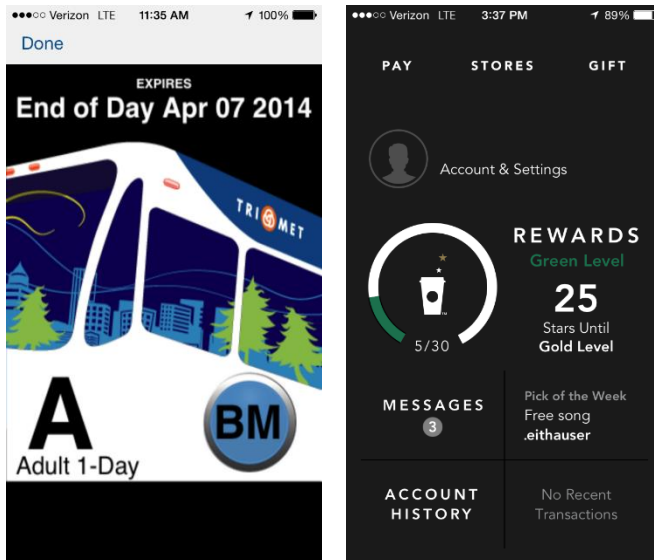 Verizon LTE 11:35 AM 100%
Done
EXPIRES
End of Day Apr 07 2014
TRI MET
A
BM
Adult 1-Day
Verizon LTE 3:37 PM 89%
PAY STORES GIFT
Account & Settings
REWARDS
Green Level
25
Stars Until
Gold Level
5/30
MESSAGES
3
Pick of the Week
Free song
.eithauser
ACCOUNT
HISTORY
No Recent
Transactions